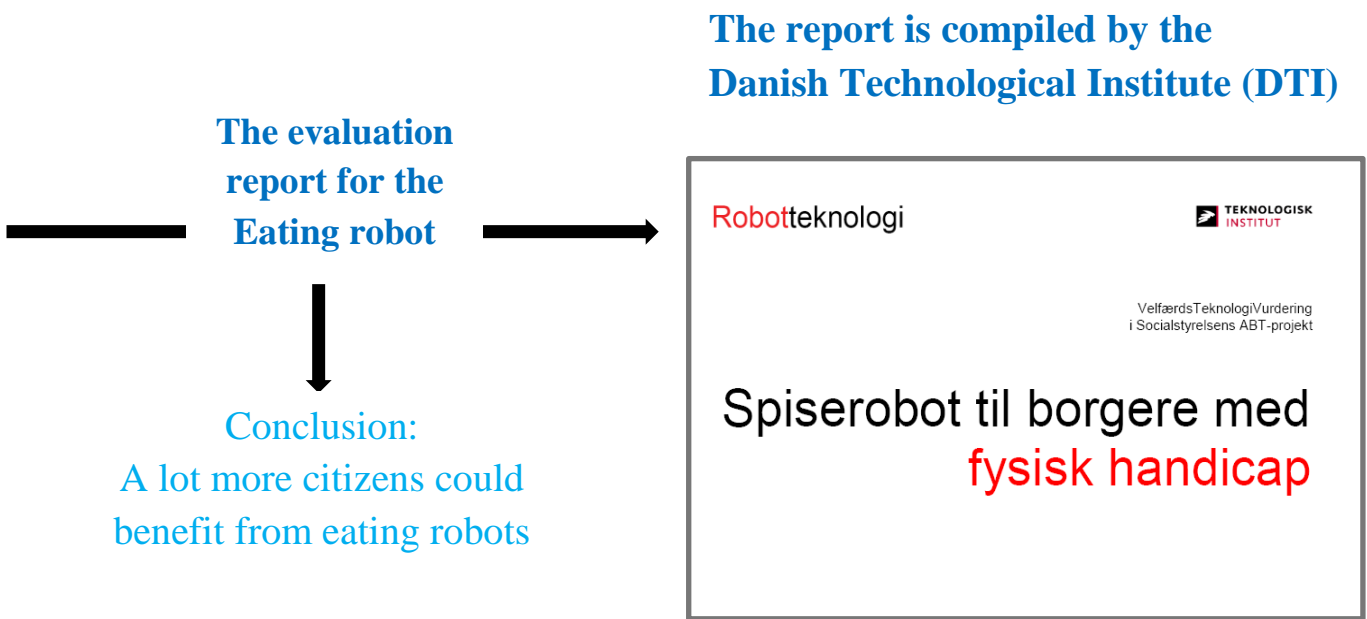 The report is compiled by the
Danish Technological Institute (DTI)
The evaluation
report for the
Eating robot
Conclusion:
A lot more citizens could
benefit from eating robots
Robotteknologi
TEKNOLOGISK
INSTITUT
VelfærdsTeknologiVurdering
i Socialstyrelsens ABT-projekt
Spiserobot til borgere med
fysisk handicap